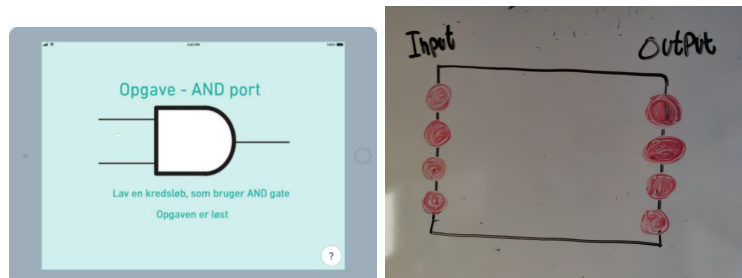 Opgave - AND port
Lav en kredsløb, som bruger AND gate
Opgaven er løst
?
Input
Output